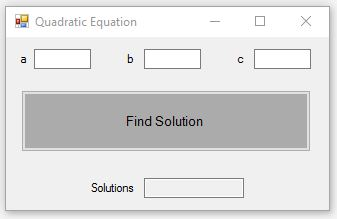 Quadratic Equation
a b c
Find Solution
Solutions